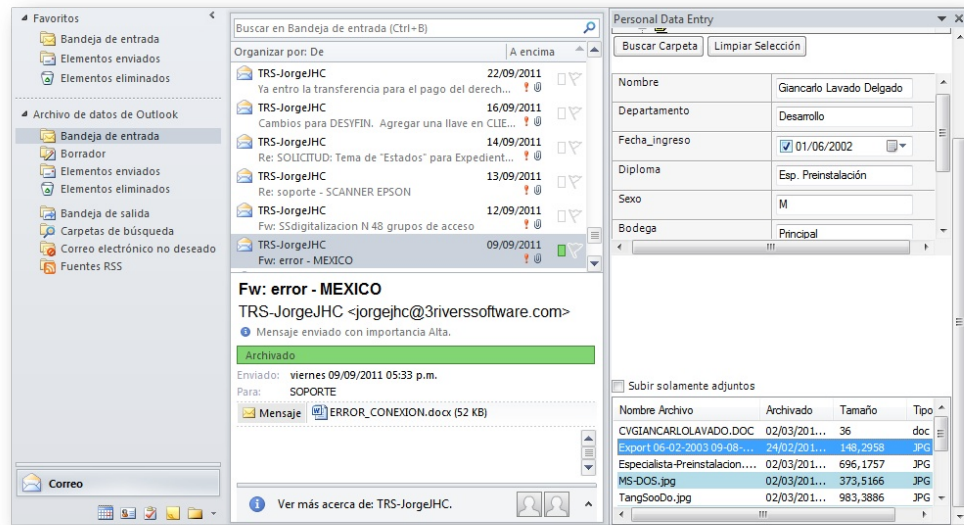 Favoritos
Bandeja de entrada
Elementos enviados
Elementos eliminados
Archivo de datos de Outlook
Bandeja de entrada
Borrador
Elementos enviados
Elementos eliminados
Bandeja de salida
Carpetas de búsqueda
Correo electrónico no deseado
Fuentes RSS
Correo
Buscar en Bandeja de entrada (Ctrl+B)
Organizar por: De A encima
TRS-JorgeJHC 22/09/2011
Ya entro la transferencia para el pago del derech...
TRS-JorgeJHC 16/09/2011
Cambios para DESYFIN. Agregar una llave en CLIE...
TRS-JorgeJHC 14/09/2011
Re: SOLICITUD: Tema de "Estados" para Expedient...
TRS-JorgeJHC 13/09/2011
Re: soporte - SCANNER EPSON
TRS-JorgeJHC 12/09/2011
Fw: SSdigitalizacion N 48 grupos de acceso
TRS-JorgeJHC 09/09/2011
Fw: error - MEXICO
Fw: error - MEXICO
TRS-JorgeJHC <jorgejhc@3riverssoftware.com>
Mensaje enviado con importancia Alta.
Archivado
Enviado: viernes 09/09/2011 05:33 p.m.
Para: SOPORTE
Mensaje ERROR_CONEXION.docx (52 KB)
Ver más acerca de: TRS-JorgeJHC.
Personal Data Entry
Buscar Carpeta Limpiar Selección
Nombre Giancarlo Lavado Delgado
Departamento Desarrollo
Fecha_ingreso 01/06/2002
Diploma Esp. Preinstalación
Sexo M
Bodega Principal
Subir solamente adjuntos
Nombre Archivo Archivado Tamaño Tipo
CVGIANCARLOLAVADO.DOC 02/03/201... 36 doc
Export 06-02-2003 09-08-... 24/02/201... 148,2958 JPG
Especialista-Preinstalacion.... 02/03/201... 696,1757 JPG
MS-DOS.jpg 02/03/201... 373,5166 JPG
TangSooDo.jpg 02/03/201... 983,3886 JPG